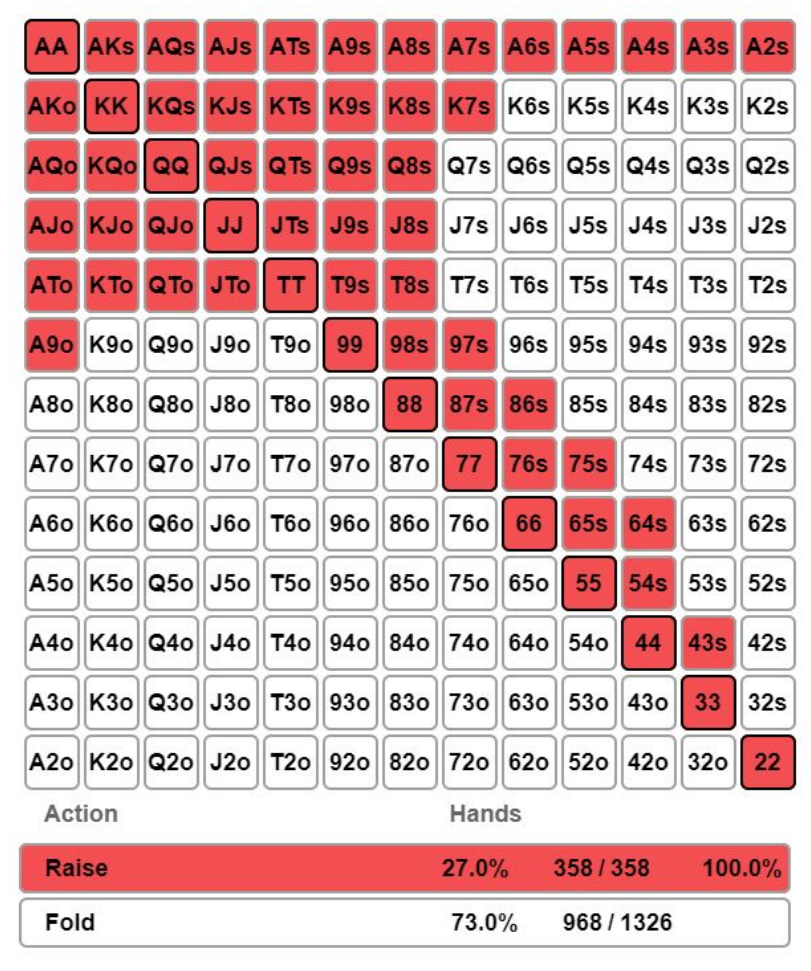 AA AKs AQs AJs ATs A9s A8s A7s A6s A5s A4s A3s A2s
AKo KK KQs KJs KTs K9s K8s K7s K6s K5s K4s K3s K2s
AQo KQo QQ QJs QTs Q9s Q8s Q7s Q6s Q5s Q4s Q3s Q2s
AJo KJo QJo JJ JTs J9s J8s J7s J6s J5s J4s J3s J2s
ATo KTo QTo JTo TT T9s T8s T7s T6s T5s T4s T3s T2s
A9o K9o Q9o J9o T9o 99 98s 97s 96s 95s 94s 93s 92s
A8o K8o Q8o J8o T8o 98o 88 87s 86s 85s 84s 83s 82s
A7o K7o Q7o J7o T7o 97o 87o 77 76s 75s 74s 73s 72s
A6o K6o Q6o J6o T6o 96o 86o 76o 66 65s 64s 63s 62s
A5o K5o Q5o J5o T5o 95o 85o 75o 65o 55 54s 53s 52s
A4o K4o Q4o J4o T4o 94o 84o 74o 64o 54o 44 43s 42s
A3o K3o Q3o J3o T3o 93o 83o 73o 63o 53o 43o 33 32s
A2o K2o Q2o J2o T2o 92o 82o 72o 62o 52o 42o 32o 22
Action Hands
Raise 27.0% 358 / 358 100.0%
Fold 73.0% 968 / 1326